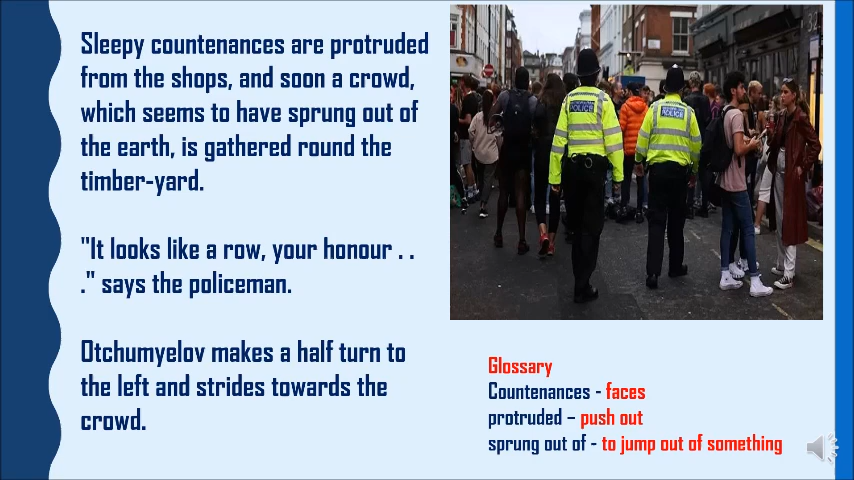 Sleepy countenances are protruded
from the shops, and soon a crowd,
which seems to have sprung out of
the earth, is gathered round the
timber-yard.
"It looks like a row, your honour . .
." says the policeman.
Otchumyelov makes a half turn to
the left and strides towards the
crowd.
POLICE
POLICE
Glossary
Countenances - faces
protruded – push out
sprung out of - to jump out of something